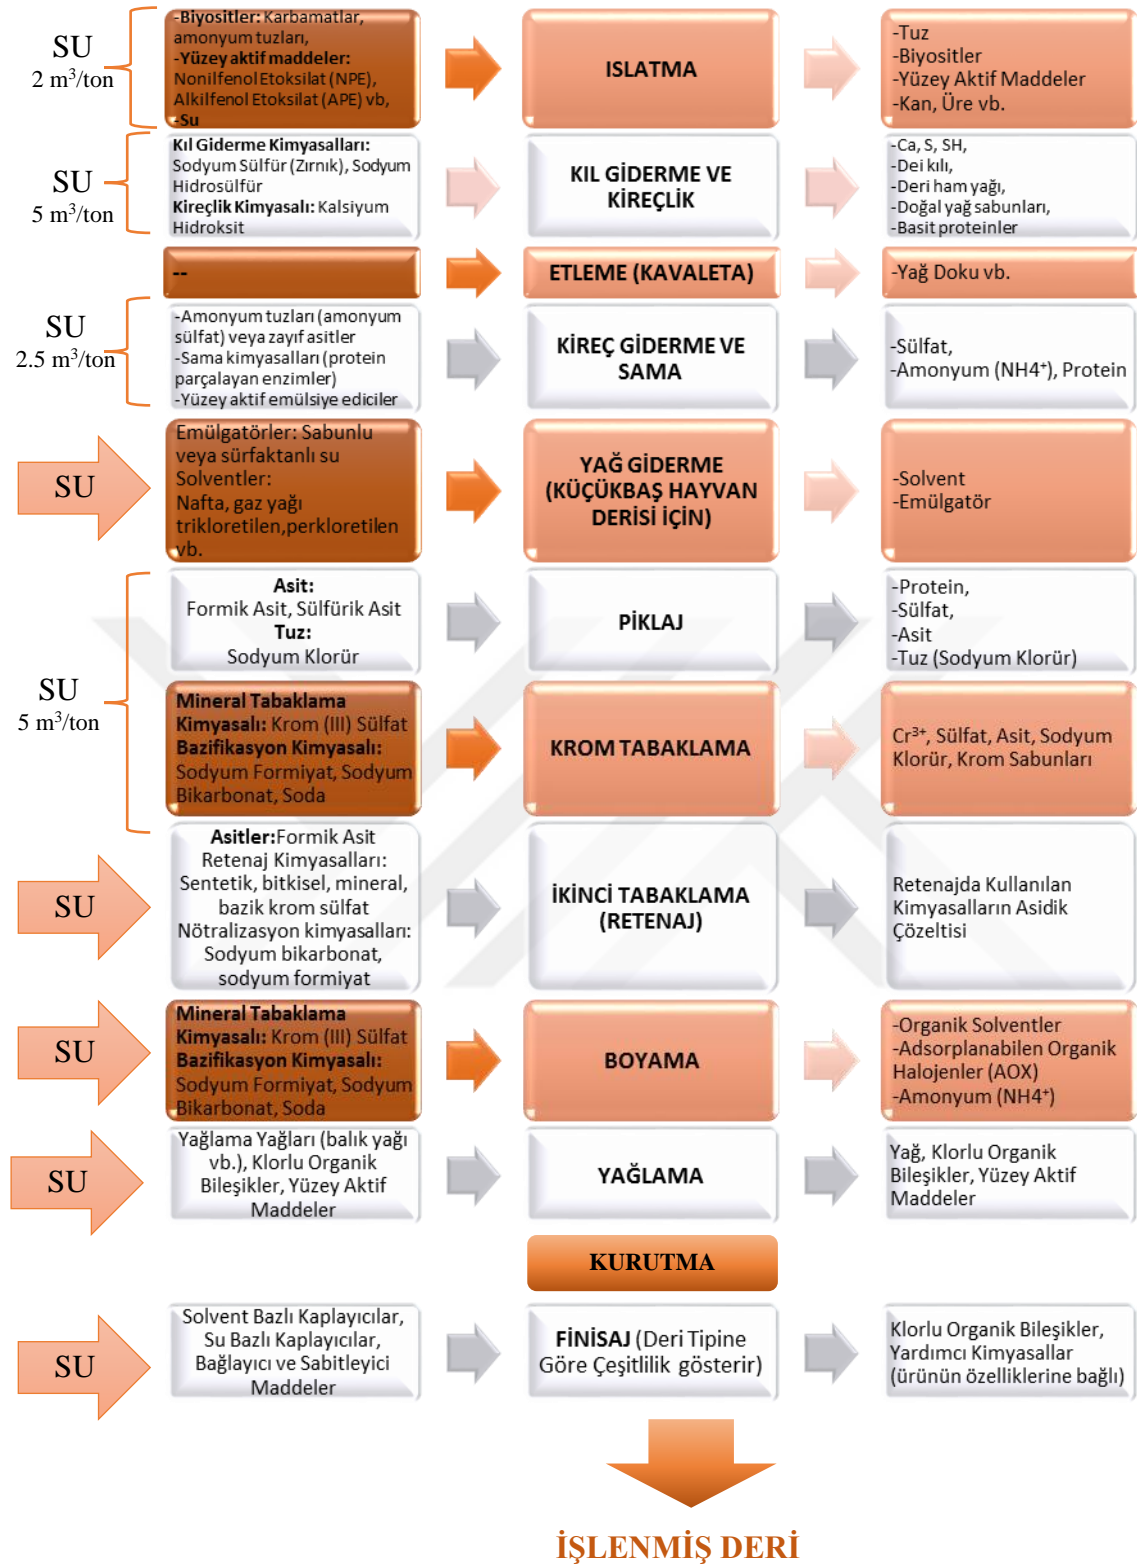 SU
2 m³/ton
-Biyositler: Karbamatlar,
amonyum tuzları,
-Yüzey aktif maddeler:
Nonilfenol Etoksilat (NPE),
Alkilfenol Etoksilat (APE) vb,
-Su
ISLATMA
-Tuz
-Biyositler
-Yüzey Aktif Maddeler
-Kan, Üre vb.
SU
5 m³/ton
Kıl Giderme Kimyasalları:
Sodyum Sülfür (Zırnık), Sodyum
Hidrosülfür
Kireçlik Kimyasalı: Kalsiyum
Hidroksit
KIL GİDERME VE
KİREÇLİK
-Ca, S, SH,
-Dei kılı,
-Deri ham yağı,
-Doğal yağ sabunları,
-Basit proteinler
--
ETLEME (KAVALETA)
-Yağ Doku vb.
SU
2.5 m³/ton
-Amonyum tuzları (amonyum
sülfat) veya zayıf asitler
-Sama kimyasalları (protein
parçalayan enzimler)
-Yüzey aktif emülsiye ediciler
KİREÇ GİDERME VE
SAMA
-Sülfat,
-Amonyum (NH4⁺), Protein
SU
Emülgatörler: Sabunlu
veya sürfaktanlı su
Solventler:
Nafta, gaz yağı
trikloretilen,perkloretilen
vb.
YAĞ GİDERME
(KÜÇÜKBAŞ HAYVAN
DERİSİ İÇİN)
-Solvent
-Emülgatör
SU
5 m³/ton
Asit:
Formik Asit, Sülfürik Asit
Tuz:
Sodyum Klorür
PİKLAJ
-Protein,
-Sülfat,
-Asit
-Tuz (Sodyum Klorür)
Mineral Tabaklama
Kimyasalı: Krom (III) Sülfat
Bazifikasyon Kimyasalı:
Sodyum Formiyat, Sodyum
Bikarbonat, Soda
KROM TABAKLAMA
Cr³⁺, Sülfat, Asit, Sodyum
Klorür, Krom Sabunları
SU
Asitler:Formik Asit
Retenaj Kimyasalları:
Sentetik, bitkisel, mineral,
bazik krom sülfat
Nötralizasyon kimyasalları:
Sodyum bikarbonat,
sodyum formiyat
İKİNCİ TABAKLAMA
(RETENAJ)
Retenajda Kullanılan
Kimyasalların Asidik
Çözeltisi
SU
Mineral Tabaklama
Kimyasalı: Krom (III) Sülfat
Bazifikasyon Kimyasalı:
Sodyum Formiyat, Sodyum
Bikarbonat, Soda
BOYAMA
-Organik Solventler
-Adsorplanabilen Organik
Halojenler (AOX)
-Amonyum (NH4⁺)
SU
Yağlama Yağları (balık yağı
vb.), Klorlu Organik
Bileşikler, Yüzey Aktif
Maddeler
YAĞLAMA
Yağ, Klorlu Organik
Bileşikler, Yüzey Aktif
Maddeler
KURUTMA
SU
Solvent Bazlı Kaplayıcılar,
Su Bazlı Kaplayıcılar,
Bağlayıcı ve Sabitleyici
Maddeler
FİNİSAJ (Deri Tipine
Göre Çeşitlilik gösterir)
Klorlu Organik Bileşikler,
Yardımcı Kimyasallar
(ürünün özelliklerine bağlı)
İŞLENMİŞ DERİ